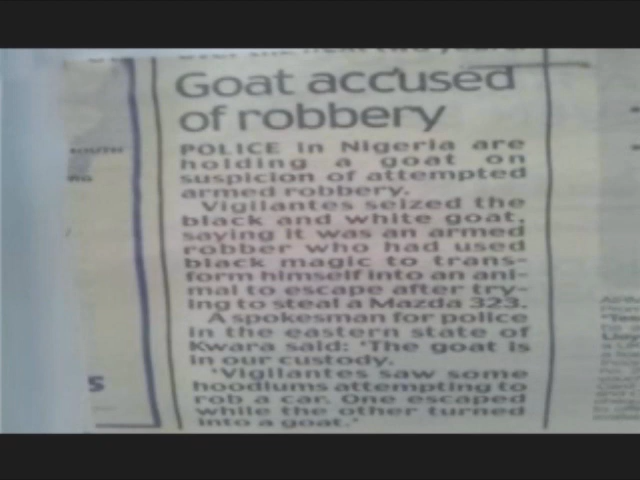 Goat accused
of robbery
POLICE in Nigeria are
holding a goat on
suspicion of attempted
armed robbery.
Vigilantes seized the
black and white goat,
saying it was an armed
robber who had used
black magic to trans-
form himself into an ani-
mal to escape after try-
ing to steal a Mazda 323.
A spokesman for police
in the eastern state of
Kwara said: 'The goat is
in our custody.
'Vigilantes saw some
hoodlums attempting to
rob a car. One escaped
while the other turned
into a goat.'